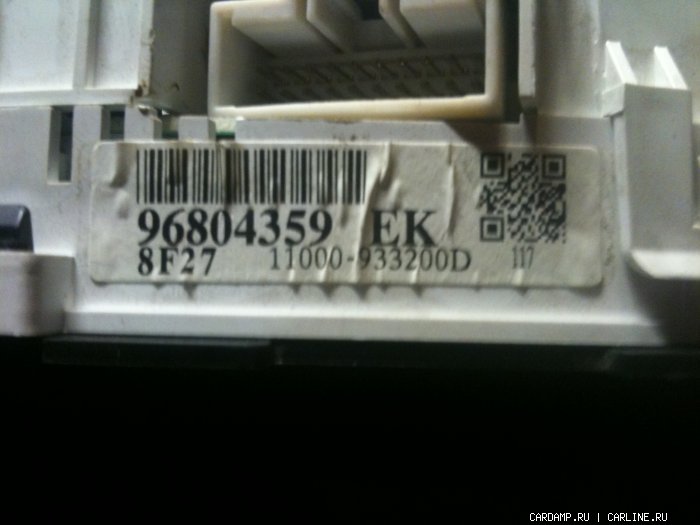 96804359 EK
8F27 11000-933200D 117
CARDAMP.RU | CARLINE.RU